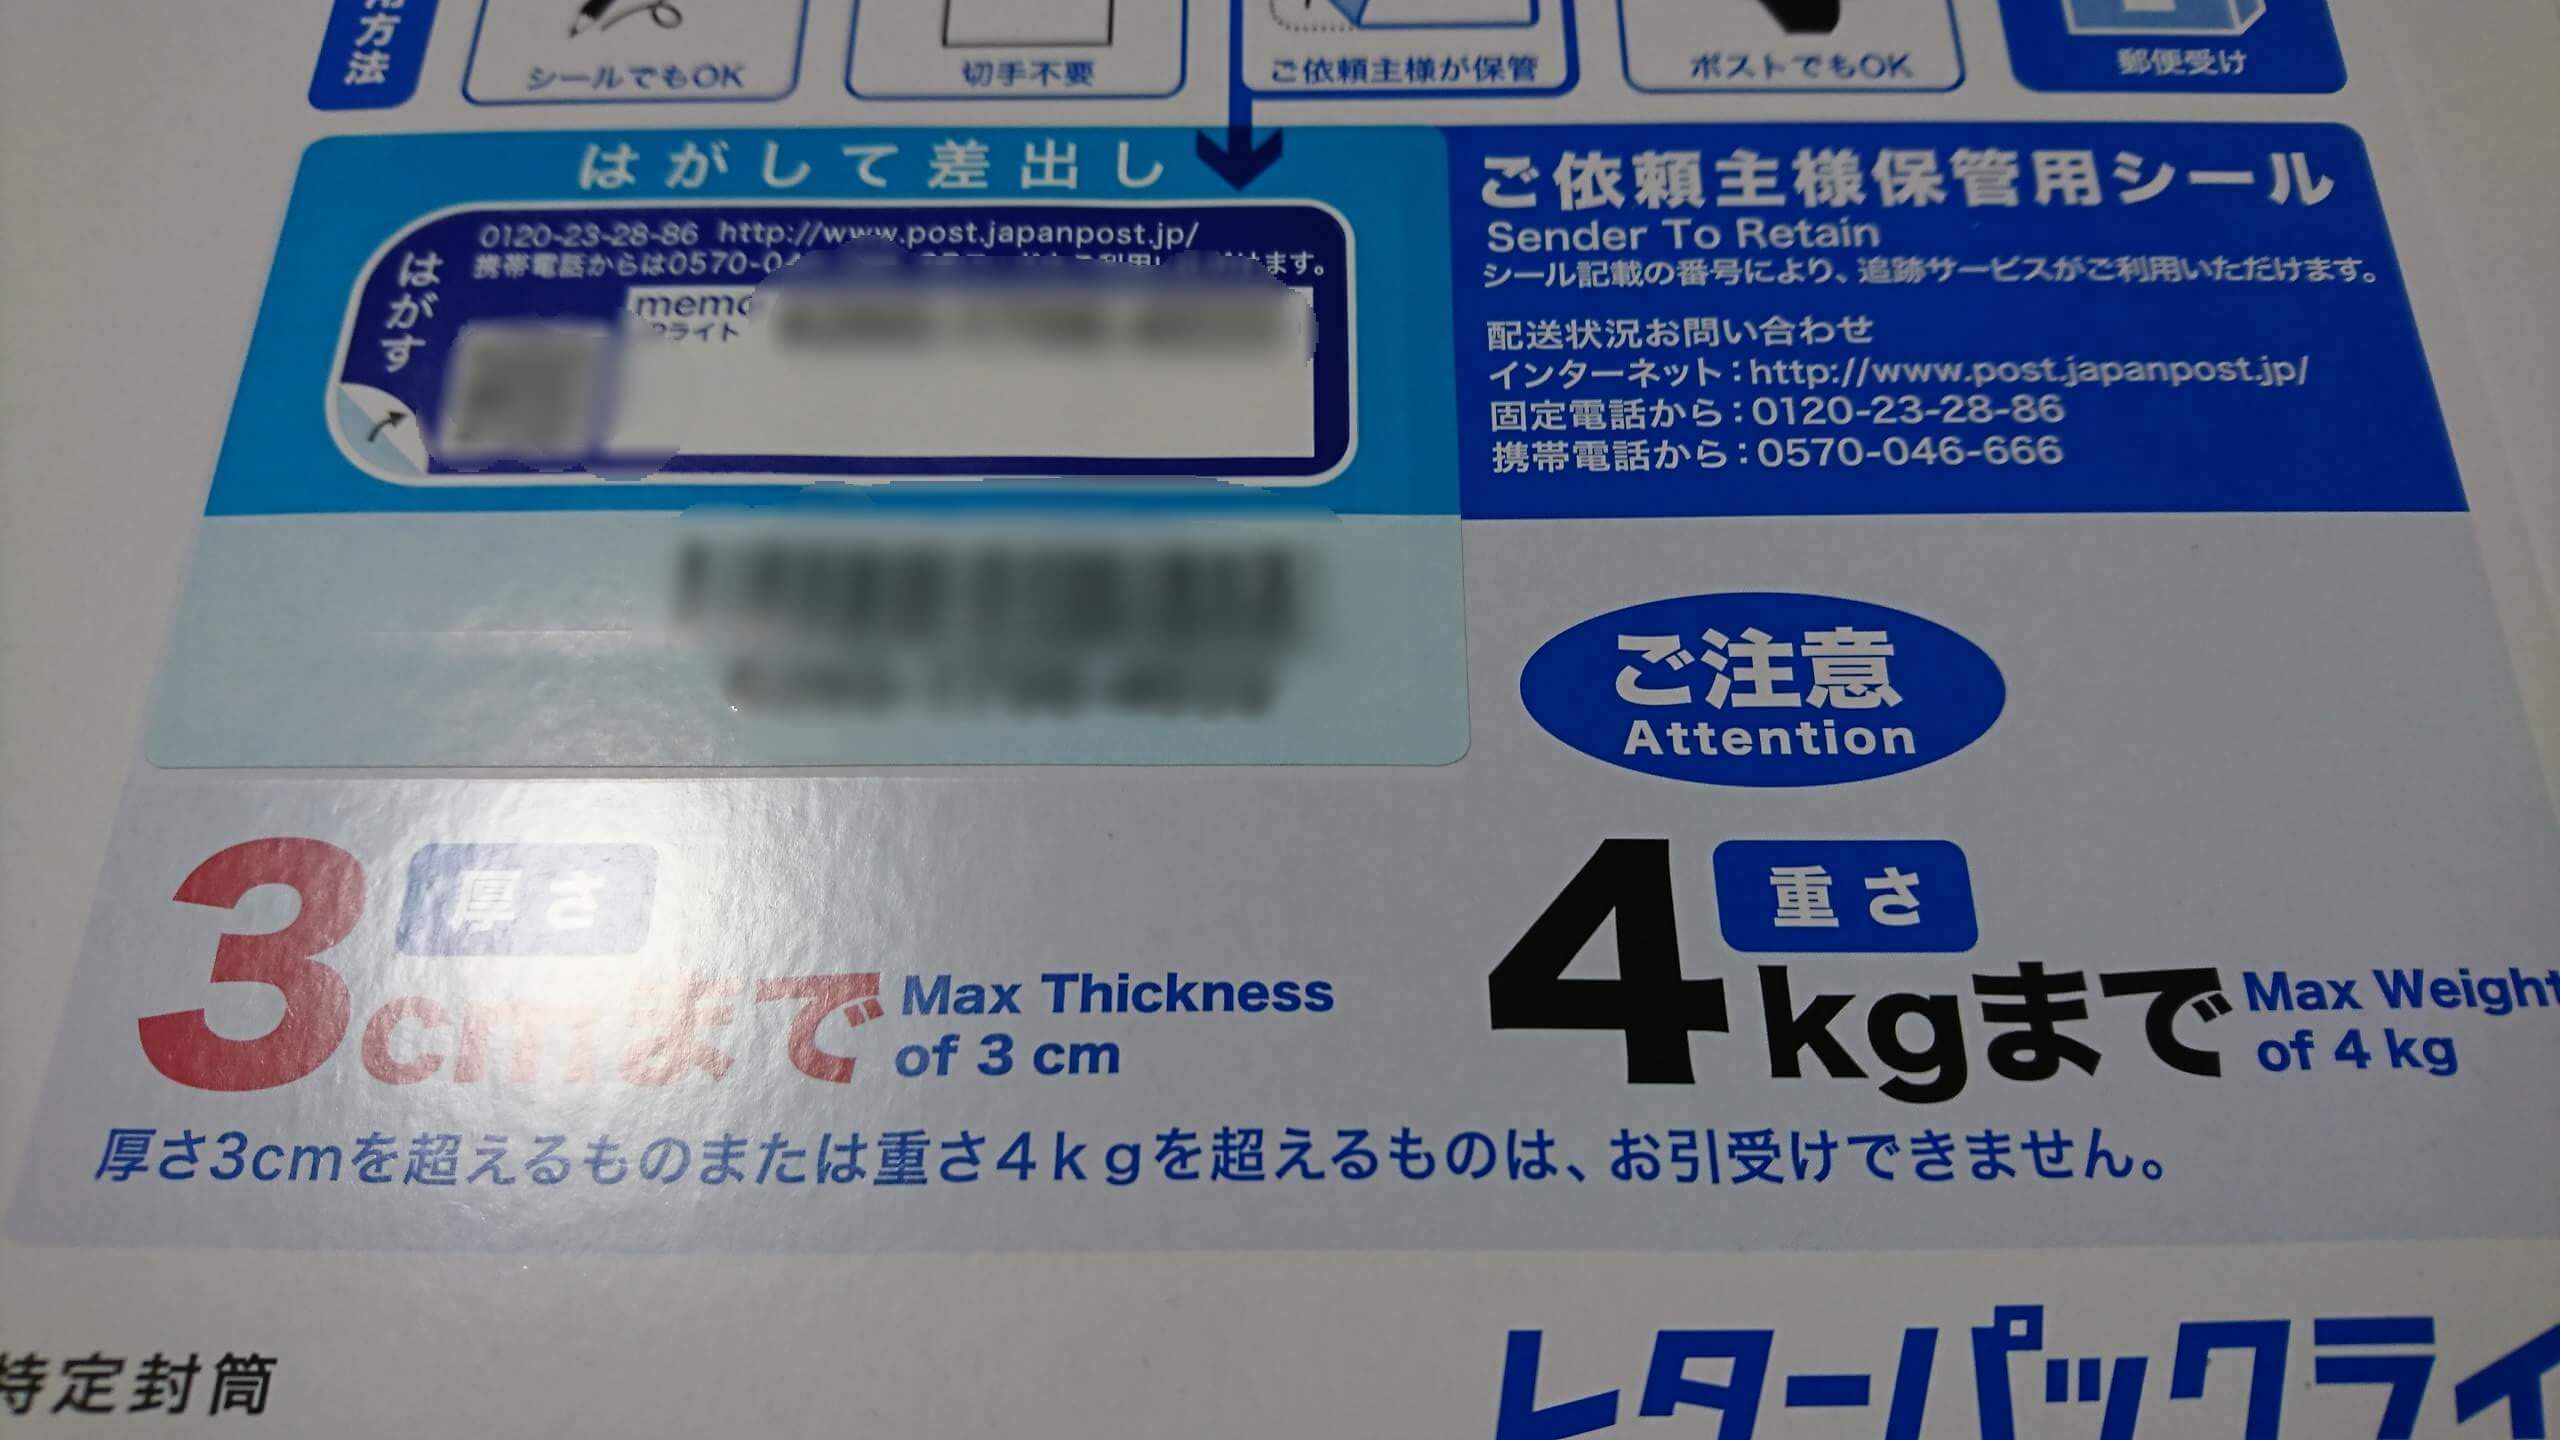 方法
シールでもOK
切手不要
ご依頼主様が保管
ポストでもOK
郵便受け
はがして差出し
はがす
0120-23-28-86 http://www.post.japanpost.jp/
携帯電話からは0570-04
ます。
memo
ライト
ご依頼主様保管用シール
Sender To Retain
シール記載の番号により、追跡サービスがご利用いただけます。
配送状況お問い合わせ
インターネット:http://www.post.japanpost.jp/
固定電話から:0120-23-28-86
携帯電話から:0570-046-666
ご注意
Attention
厚さ
3cmまで
Max Thickness
of 3 cm
重さ
4kgまで
Max Weight
of 4 kg
厚さ3cmを超えるものまたは重さ4kgを超えるものは、お引受けできません。
特定封筒
レターパックライ